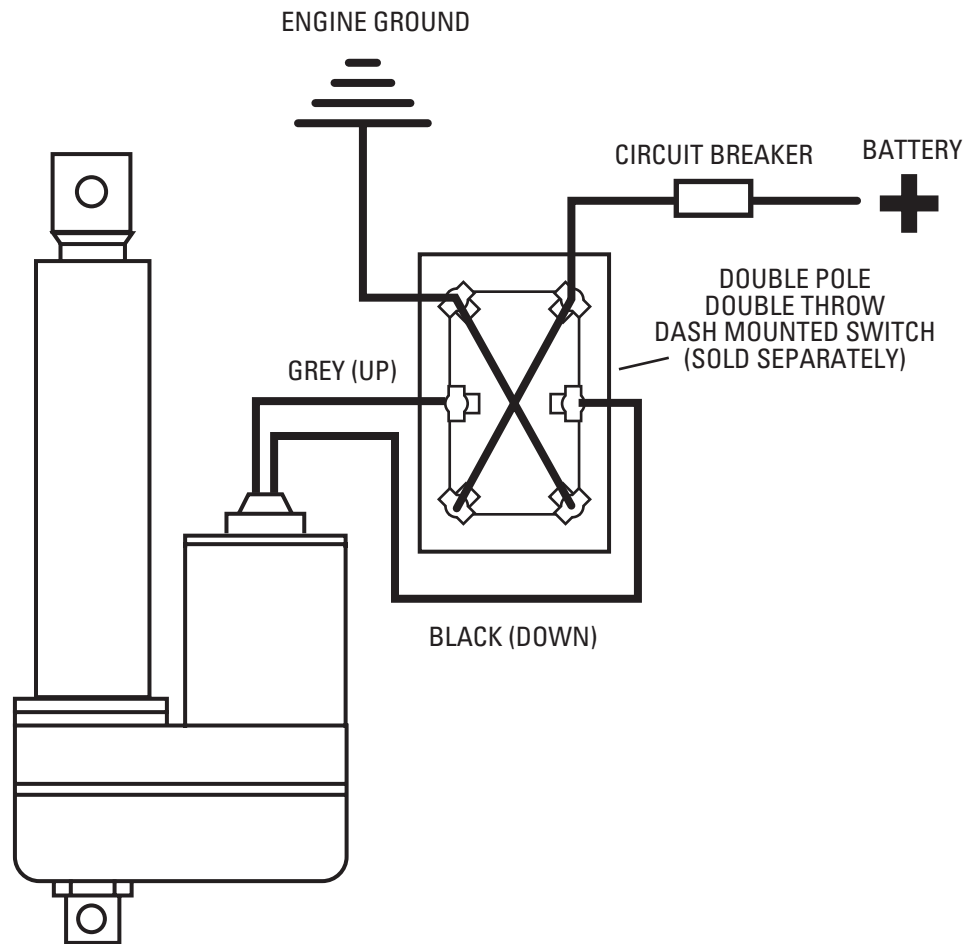 ENGINE GROUND
CIRCUIT BREAKER
BATTERY
DOUBLE POLE
DOUBLE THROW
DASH MOUNTED SWITCH
(SOLD SEPARATELY)
GREY (UP)
BLACK (DOWN)